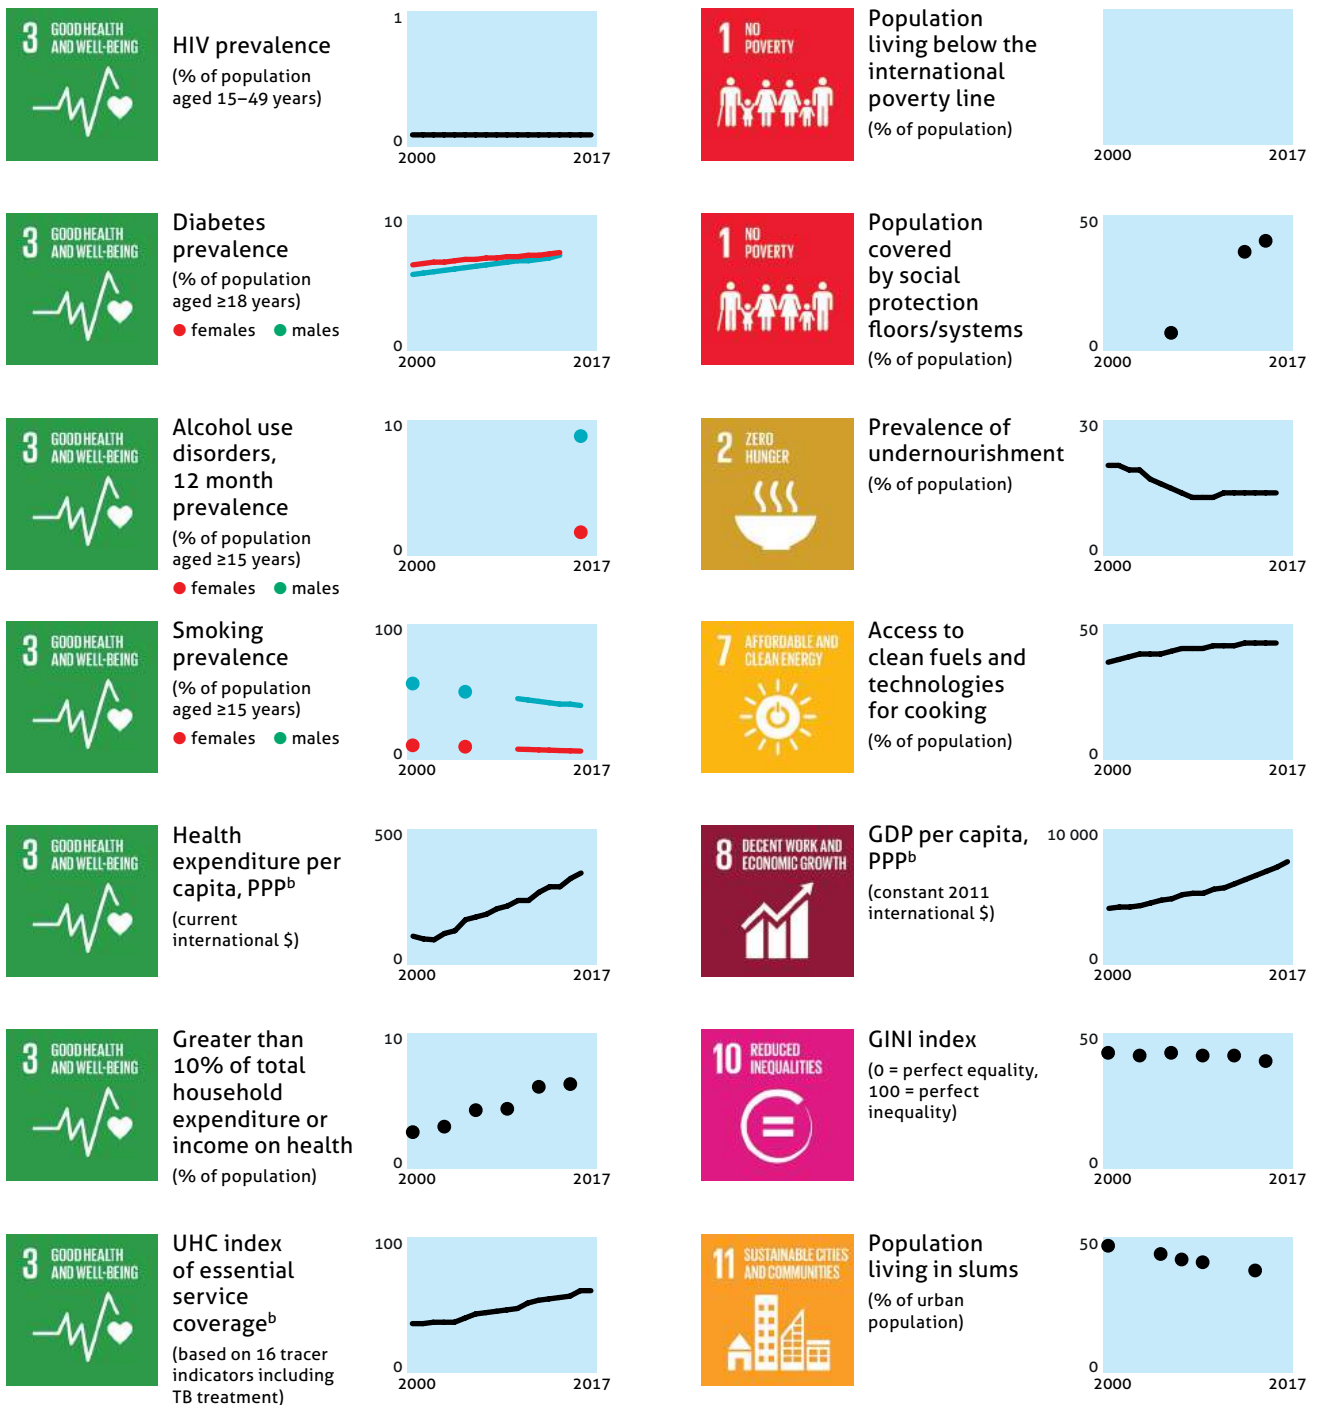 3 GOOD HEALTH
AND WELL-BEING
HIV prevalence
(% of population
aged 15–49 years)
1
0
2000 2017
1 NO
POVERTY
Population
living below the
international
poverty line
(% of population)
2000 2017
3 GOOD HEALTH
AND WELL-BEING
Diabetes
prevalence
(% of population
aged ≥18 years)
females males
10
0
2000 2017
1 NO
POVERTY
Population
covered
by social
protection
floors/systems
(% of population)
50
0
2000 2017
3 GOOD HEALTH
AND WELL-BEING
Alcohol use
disorders,
12 month
prevalence
(% of population
aged ≥15 years)
females males
10
0
2000 2017
2 ZERO
HUNGER
Prevalence of
undernourishment
(% of population)
30
0
2000 2017
3 GOOD HEALTH
AND WELL-BEING
Smoking
prevalence
(% of population
aged ≥15 years)
females males
100
0
2000 2017
7 AFFORDABLE AND
CLEAN ENERGY
Access to
clean fuels and
technologies
for cooking
(% of population)
50
0
2000 2017
3 GOOD HEALTH
AND WELL-BEING
Health
expenditure per
capita, PPPᵇ
(current
international $)
500
0
2000 2017
8 DECENT WORK AND
ECONOMIC GROWTH
GDP per capita,
PPPᵇ
(constant 2011
international $)
10 000
0
2000 2017
3 GOOD HEALTH
AND WELL-BEING
Greater than
10% of total
household
expenditure or
income on health
(% of population)
10
0
2000 2017
10 REDUCED
INEQUALITIES
GINI index
(0 = perfect equality,
100 = perfect
inequality)
50
0
2000 2017
3 GOOD HEALTH
AND WELL-BEING
UHC index
of essential
service
coverageᵇ
(based on 16 tracer
indicators including
TB treatment)
100
0
2000 2017
11 SUSTAINABLE CITIES
AND COMMUNITIES
Population
living in slums
(% of urban
population)
50
0
2000 2017